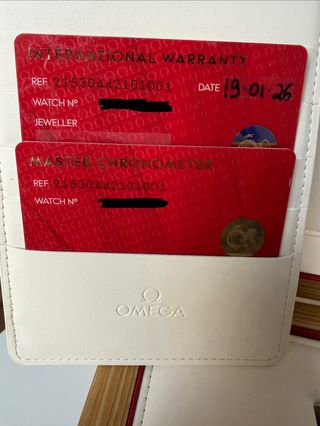 INTERNATIONAL WARRANTY
REF 21530442101001 DATE 19·01·26
WATCH Nº
JEWELLER
MASTER CHRONOMETER
REF 21530442101001
WATCH Nº
Ω
OMEGA